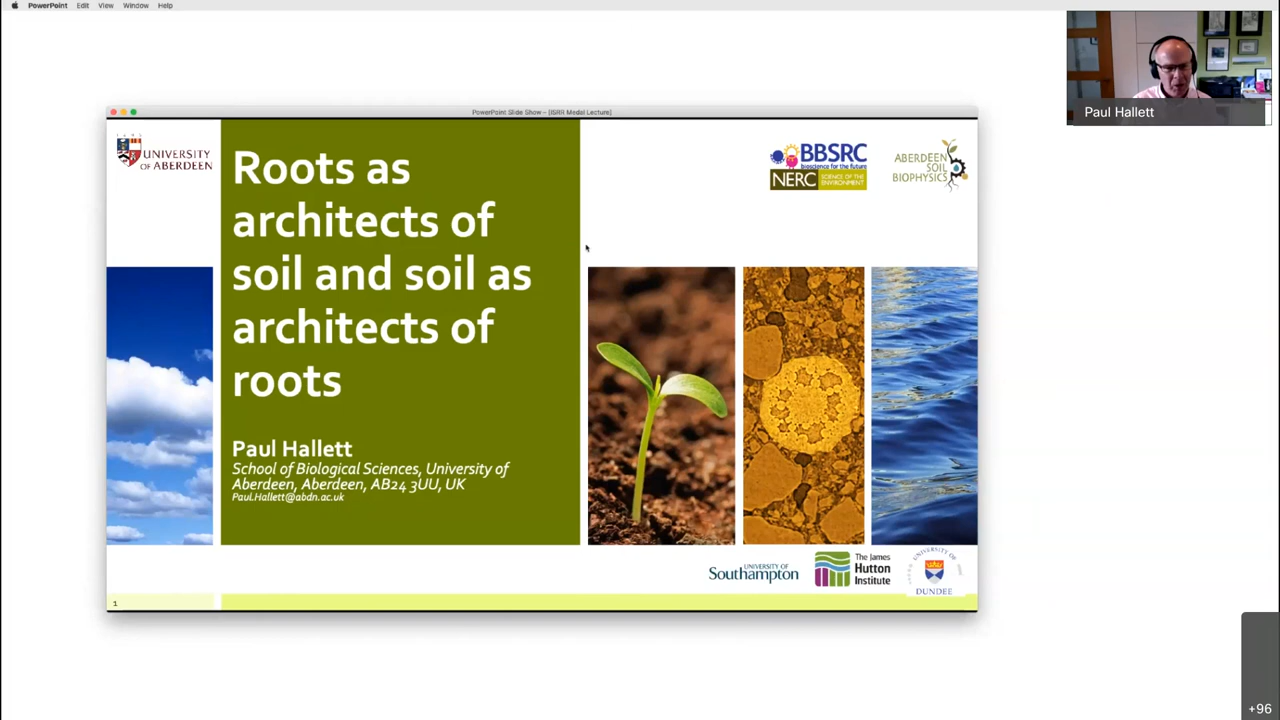 PowerPoint File Edit View Window Help
Paul Hallett
PowerPoint Slide Show – [ISRR Medal Lecture]
UNIVERSITY
OF ABERDEEN
Roots as
architects of
soil and soil as
architects of
roots
Paul Hallett
School of Biological Sciences, University of
Aberdeen, Aberdeen, AB24 3UU, UK
Paul.Hallett@abdn.ac.uk
BBSRC
bioscience for the future
NERC SCIENCE OF THE
ENVIRONMENT
ABERDEEN
SOIL
BIOPHYSICS
UNIVERSITY OF
Southampton
The James
Hutton
Institute
UNIVERSITY OF
DUNDEE
1
+96